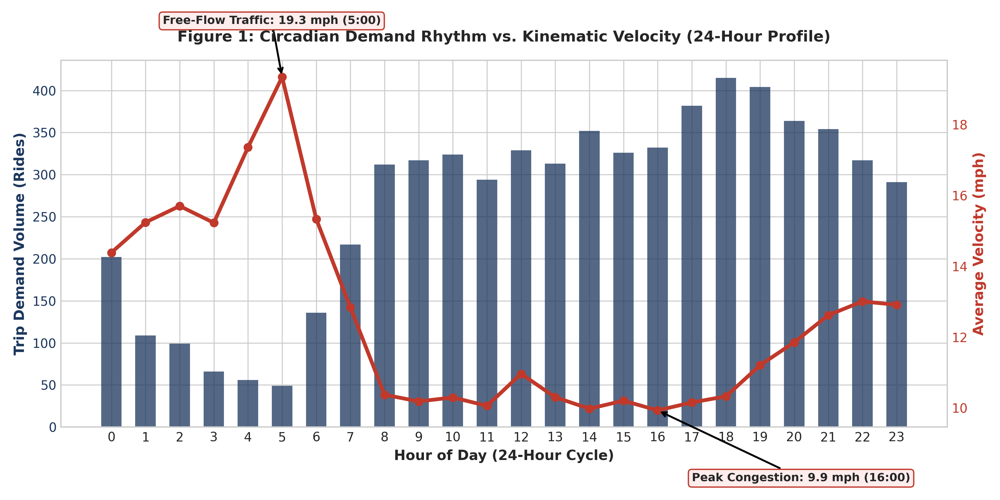 Free-Flow Traffic: 19.3 mph (5:00)
Figure 1: Circadian Demand Rhythm vs. Kinematic Velocity (24-Hour Profile)
Trip Demand Volume (Rides)
400
350
300
250
200
150
100
50
0
18
16
14
12
10
Average Velocity (mph)
0 1 2 3 4 5 6 7 8 9 10 11 12 13 14 15 16 17 18 19 20 21 22 23
Hour of Day (24-Hour Cycle)
Peak Congestion: 9.9 mph (16:00)